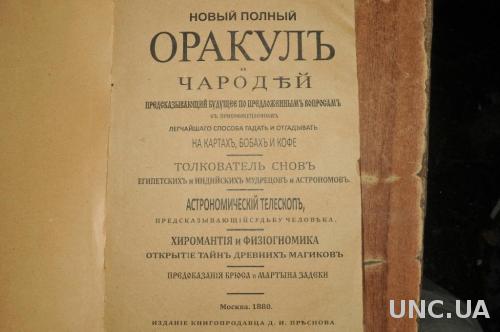 НОВЫЙ ПОЛНЫЙ
ОРАКУЛЪ
и
ЧАРОДѢЙ
ПРЕДСКАЗЫВАЮЩІЙ БУДУЩЕЕ ПО ПРЕДЛОЖЕННЫМЪ ВОПРОСАМЪ
СЪ ПРИСОВОКУПЛЕНІЕМЪ
ЛЕГЧАЙШАГО СПОСОБА ГАДАТЬ И ОТГАДЫВАТЬ
НА КАРТАХЪ, БОБАХЪ И КОФЕ
ТОЛКОВАТЕЛЬ СНОВЪ
ЕГИПЕТСКИХЪ и ИНДИЙСКИХЪ МУДРЕЦОВЪ и АСТРОНОМОВЪ.
АСТРОНОМИЧЕСКІЙ ТЕЛЕСКОПЪ,
ПРЕДСКАЗЫВАЮЩІЙ СУДЬБУ ЧЕЛОВѢКА.
ХИРОМАНТІЯ и ФИЗІОГНОМИКА
ОТКРЫТІЕ ТАЙНЪ ДРЕВНИХЪ МАГИКОВЪ
ПРЕДСКАЗАНІЯ БРЮСА и МАРТЫНА ЗАДЕКИ
Москва. 1880.
ИЗДАНІЕ КНИГОПРОДАВЦА Д. И. ПРѢСНОВА
UNC.UA